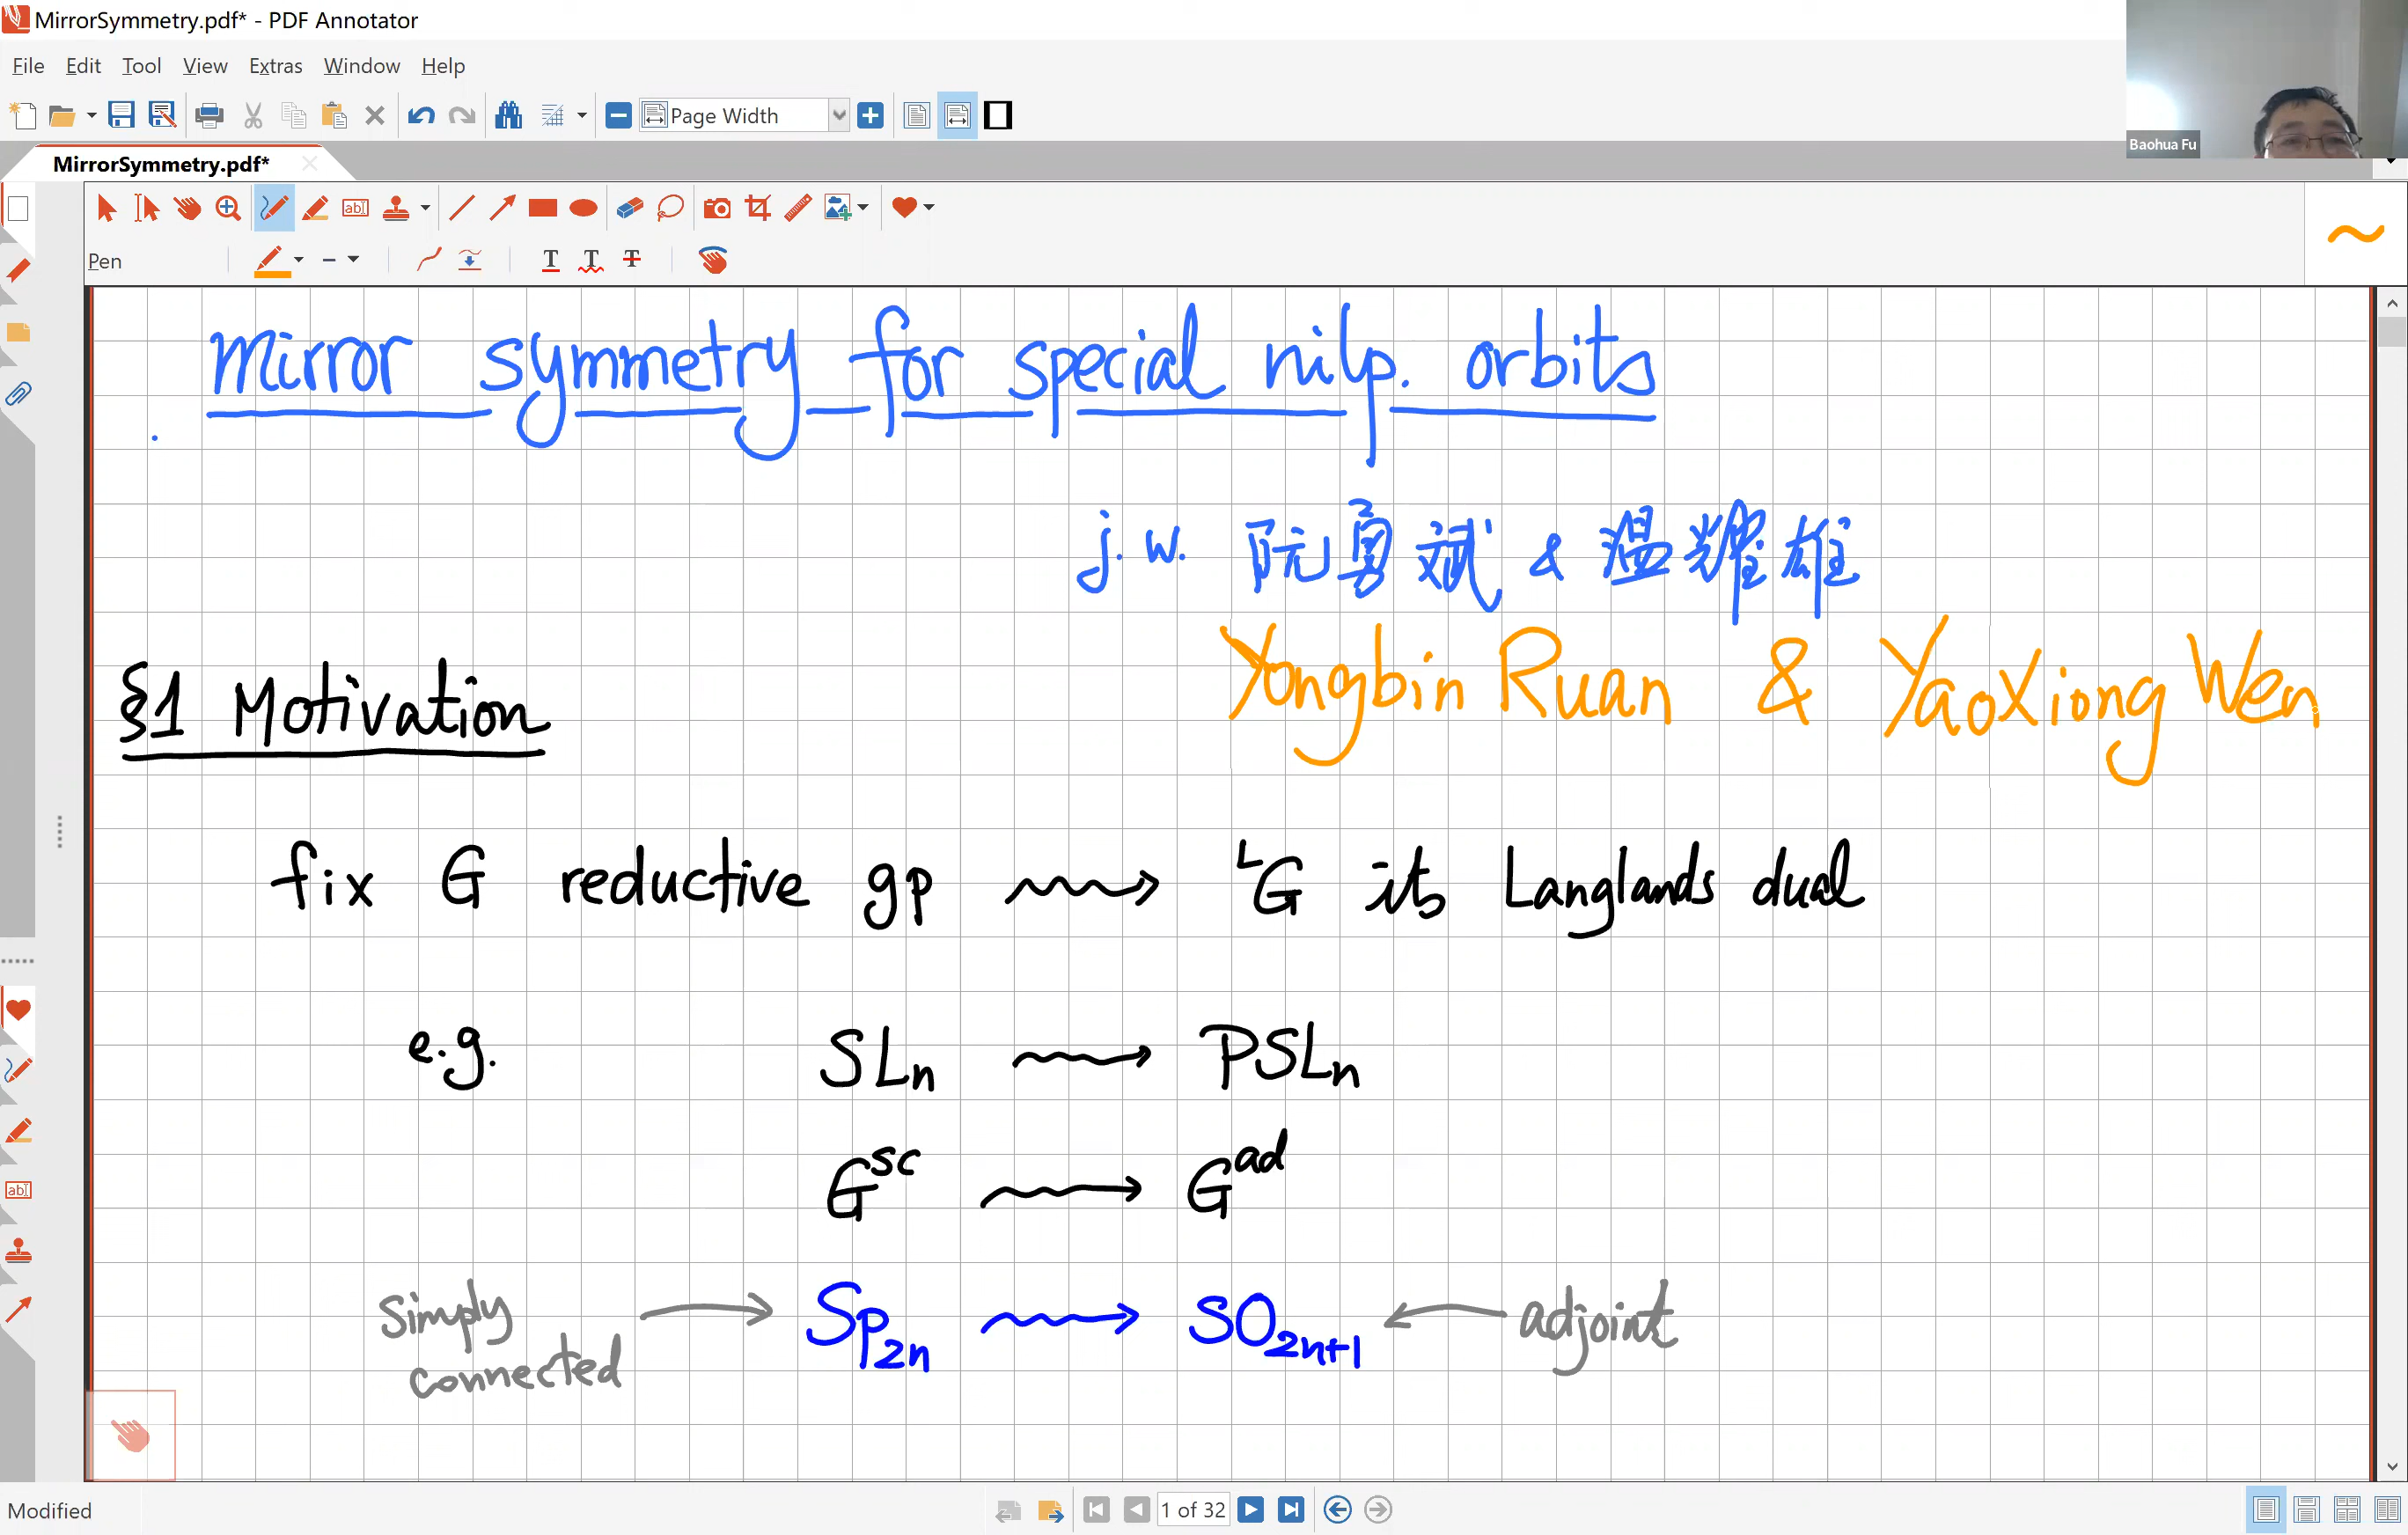 MirrorSymmetry.pdf* - PDF Annotator
File Edit Tool View Extras Window Help
Page Width
Baohua Fu
MirrorSymmetry.pdf*
Pen
Mirror symmetry for special nilp. orbits
j.w. 阮勇斌 & 温耀雄
Yongbin Ruan & YaoXiong Wen
§1 Motivation
fix G reductive gp ⇝ ᴸG its Langlands dual
e.g. SLₙ ⇝ PSLₙ
Gˢᶜ ⇝ Gᵃᵈ
simply connected → Sp₂ₙ ⇝ SO₂ₙ₊₁ ← adjoint
Modified
1 of 32